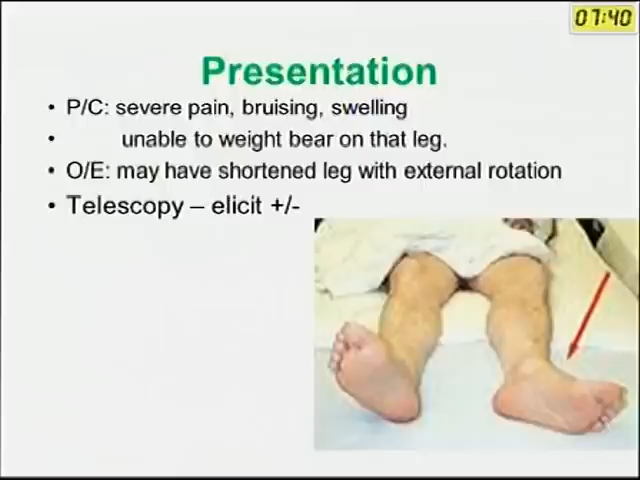 07:40
Presentation
• P/C: severe pain, bruising, swelling
• unable to weight bear on that leg.
• O/E: may have shortened leg with external rotation
• Telescopy – elicit +/-